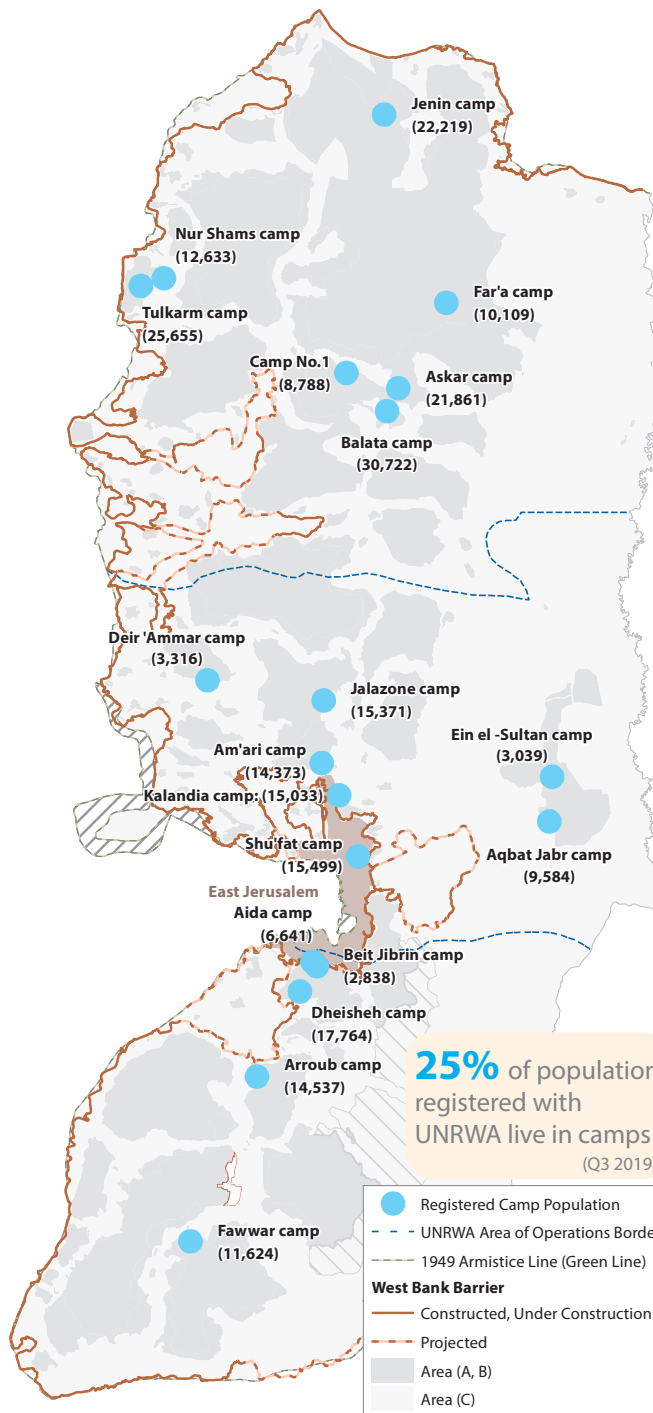 Jenin camp
(22,219)
Nur Shams camp
(12,633)
Tulkarm camp
(25,655)
Far'a camp
(10,109)
Camp No.1
(8,788)
Askar camp
(21,861)
Balata camp
(30,722)
Deir 'Ammar camp
(3,316)
Jalazone camp
(15,371)
Ein el -Sultan camp
(3,039)
Am'ari camp
(14,373)
Kalandia camp: (15,033)
Shu'fat camp
(15,499)
Aqbat Jabr camp
(9,584)
East Jerusalem
Aida camp
(6,641)
Beit Jibrin camp
(2,838)
Dheisheh camp
(17,764)
Arroub camp
(14,537)
25% of population
registered with
UNRWA live in camps
(Q3 2019)
Fawwar camp
(11,624)
Registered Camp Population
UNRWA Area of Operations Borde
1949 Armistice Line (Green Line)
West Bank Barrier
Constructed, Under Construction
Projected
Area (A, B)
Area (C)